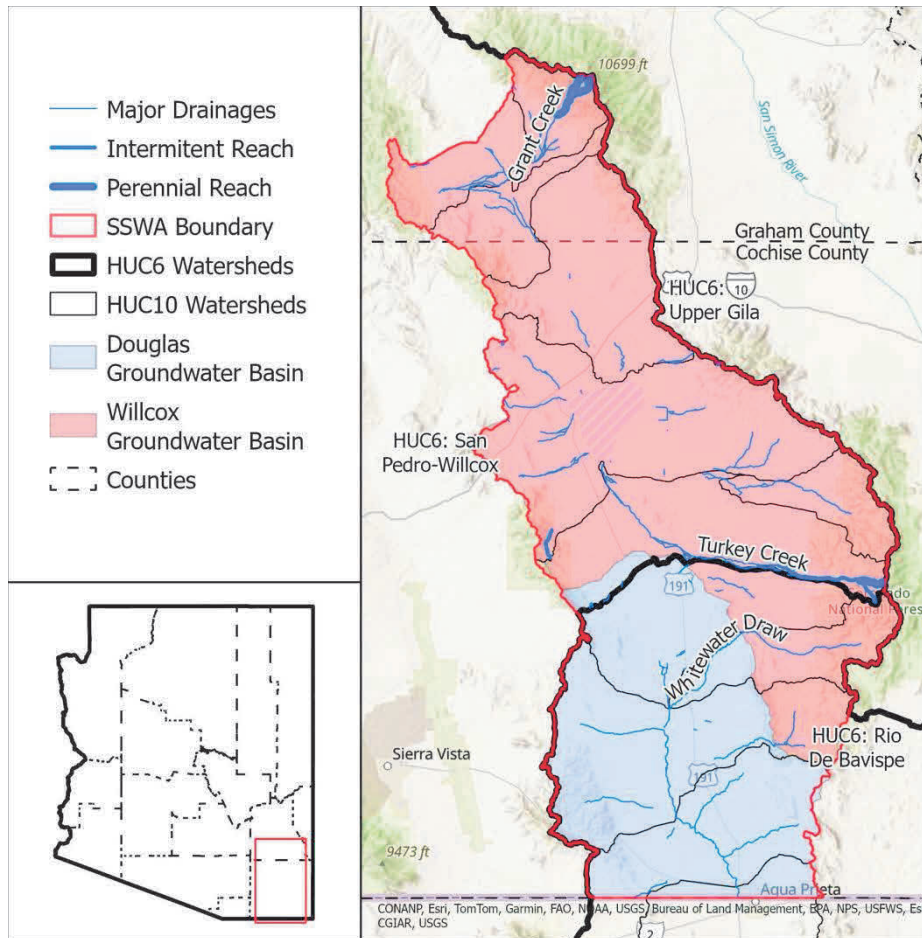 Major Drainages
Intermitent Reach
Perennial Reach
SSWA Boundary
HUC6 Watersheds
HUC10 Watersheds
Douglas
Groundwater Basin
Willcox
Groundwater Basin
Counties
10699 ft
Grant Creek
San Simon River
Graham County
Cochise County
HUC6:
10
Upper Gila
HUC6: San
Pedro-Willcox
Turkey Creek
191
National Forest
Whitewater Draw
HUC6: Rio
De Bavispe
Sierra Vista
191
9473 ft
Agua Prieta
CONANP, Esri, TomTom, Garmin, FAO, NOAA, USGS, Bureau of Land Management, EPA, NPS, USFWS, Es
CGIAR, USGS
2